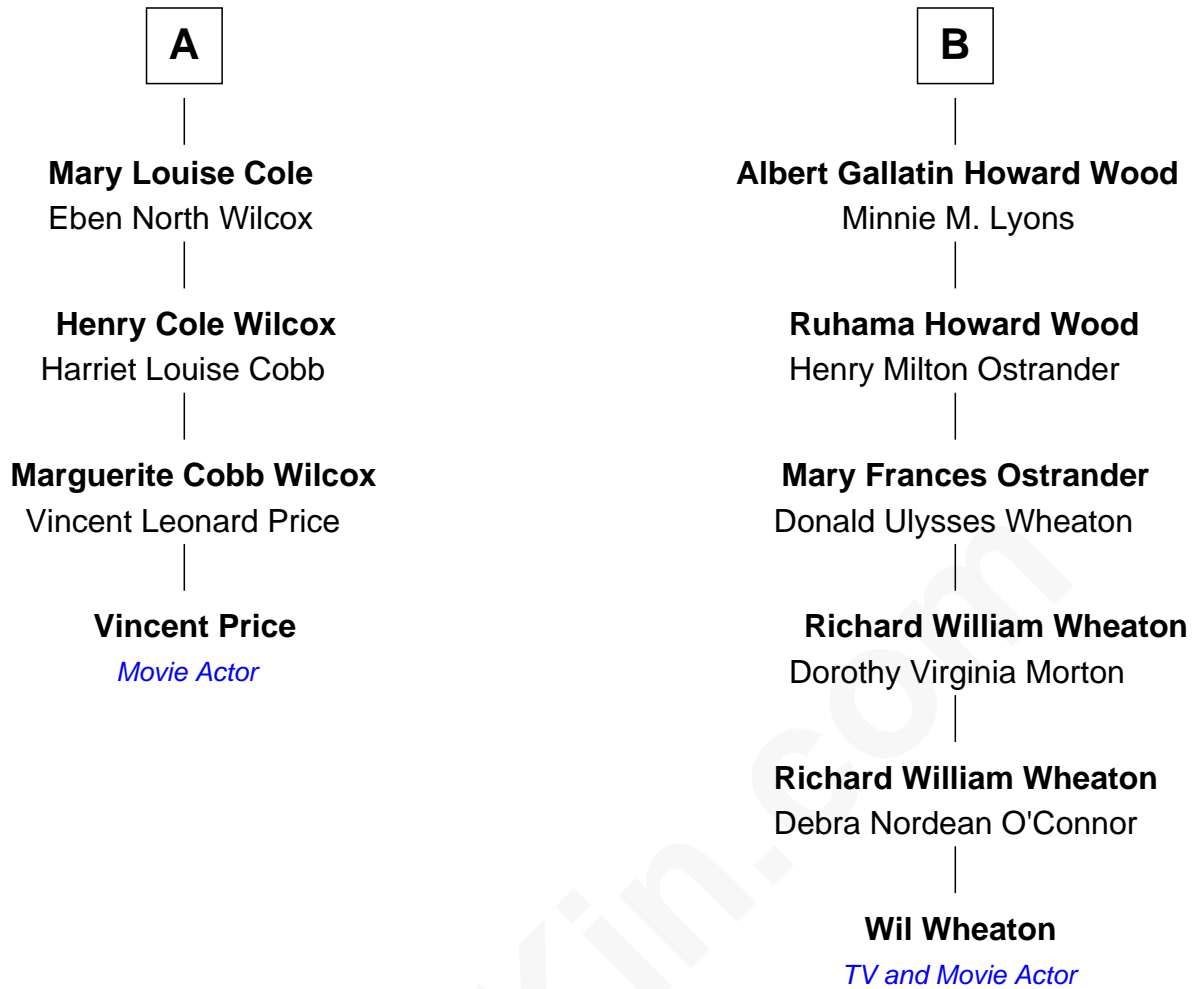 A
Mary Louise Cole
Eben North Wilcox
Henry Cole Wilcox
Harriet Louise Cobb
Marguerite Cobb Wilcox
Vincent Leonard Price
Vincent Price
Movie Actor
B
Albert Gallatin Howard Wood
Minnie M. Lyons
Ruhama Howard Wood
Henry Milton Ostrander
Mary Frances Ostrander
Donald Ulysses Wheaton
Richard William Wheaton
Dorothy Virginia Morton
Richard William Wheaton
Debra Nordean O'Connor
Wil Wheaton
TV and Movie Actor
Kin.com